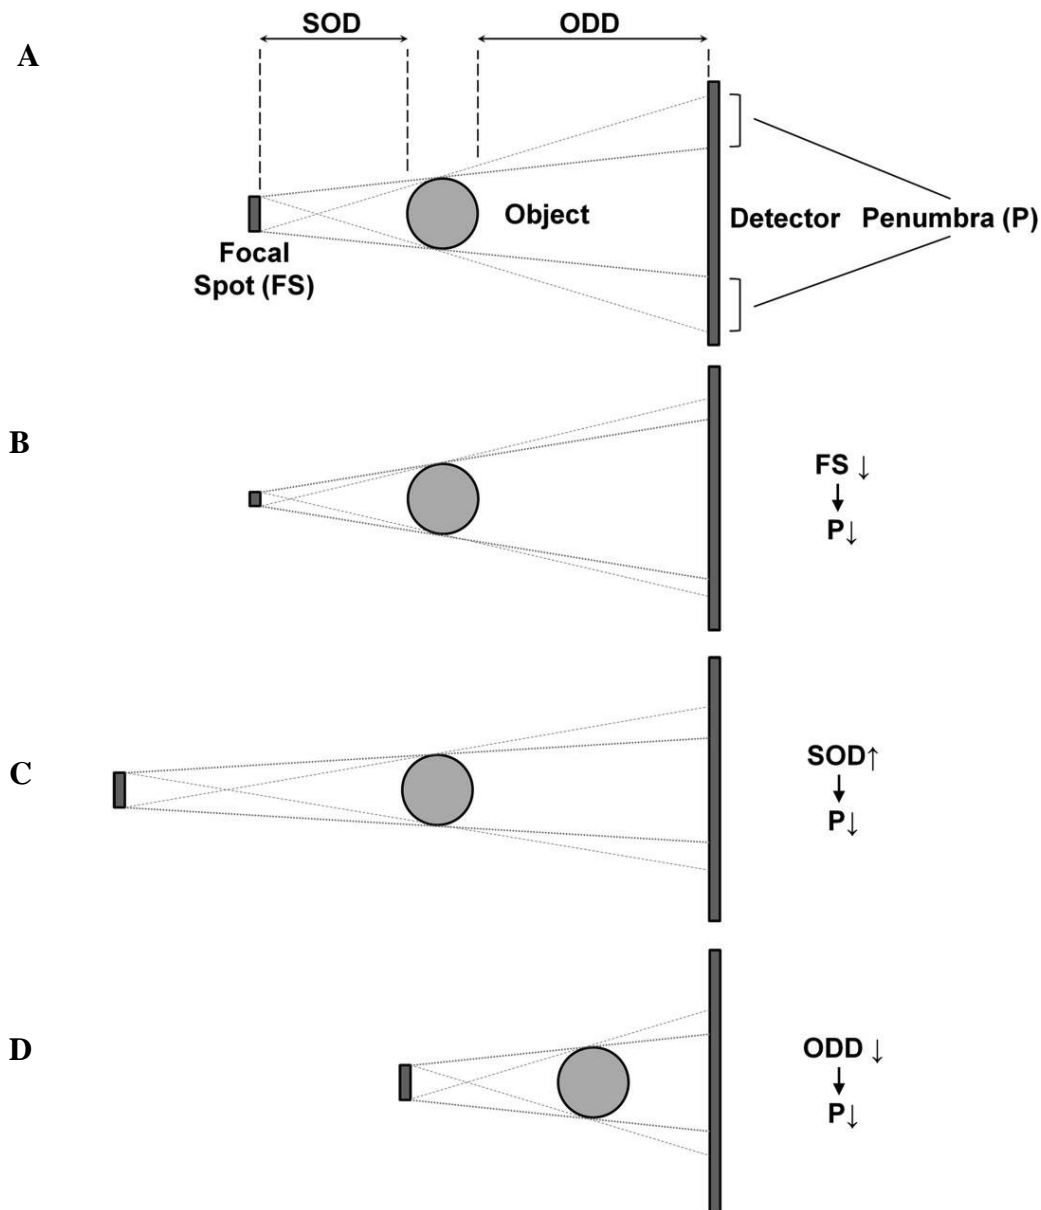 SOD
ODD
A
Object
Detector
Penumbra (P)
Focal
Spot (FS)
B
FS ↓
↓
P↓
C
SOD↑
↓
P↓
D
ODD ↓
↓
P↓